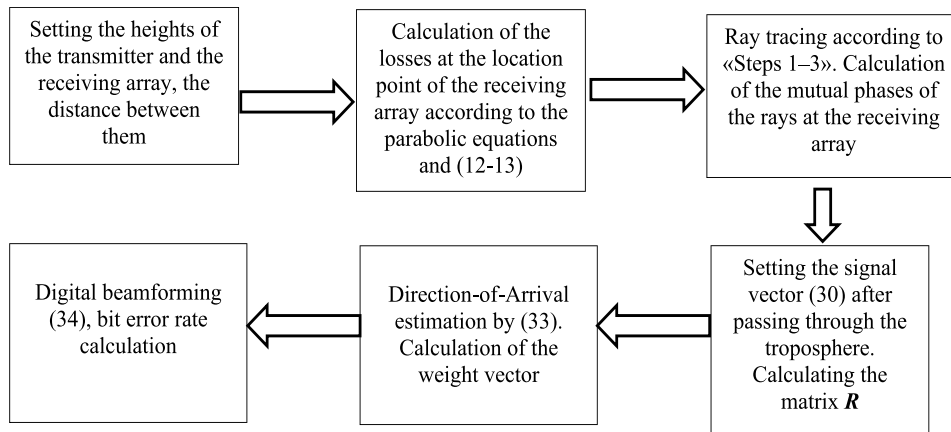 Setting the heights of
the transmitter and the
receiving array, the
distance between
them
Calculation of the
losses at the location
point of the receiving
array according to the
parabolic equations
and (12-13)
Ray tracing according to
«Steps 1–3». Calculation
of the mutual phases of
the rays at the receiving
array
Setting the signal
vector (30) after
passing through the
troposphere.
Calculating the
matrix R
Direction-of-Arrival
estimation by (33).
Calculation of the
weight vector
Digital beamforming
(34), bit error rate
calculation